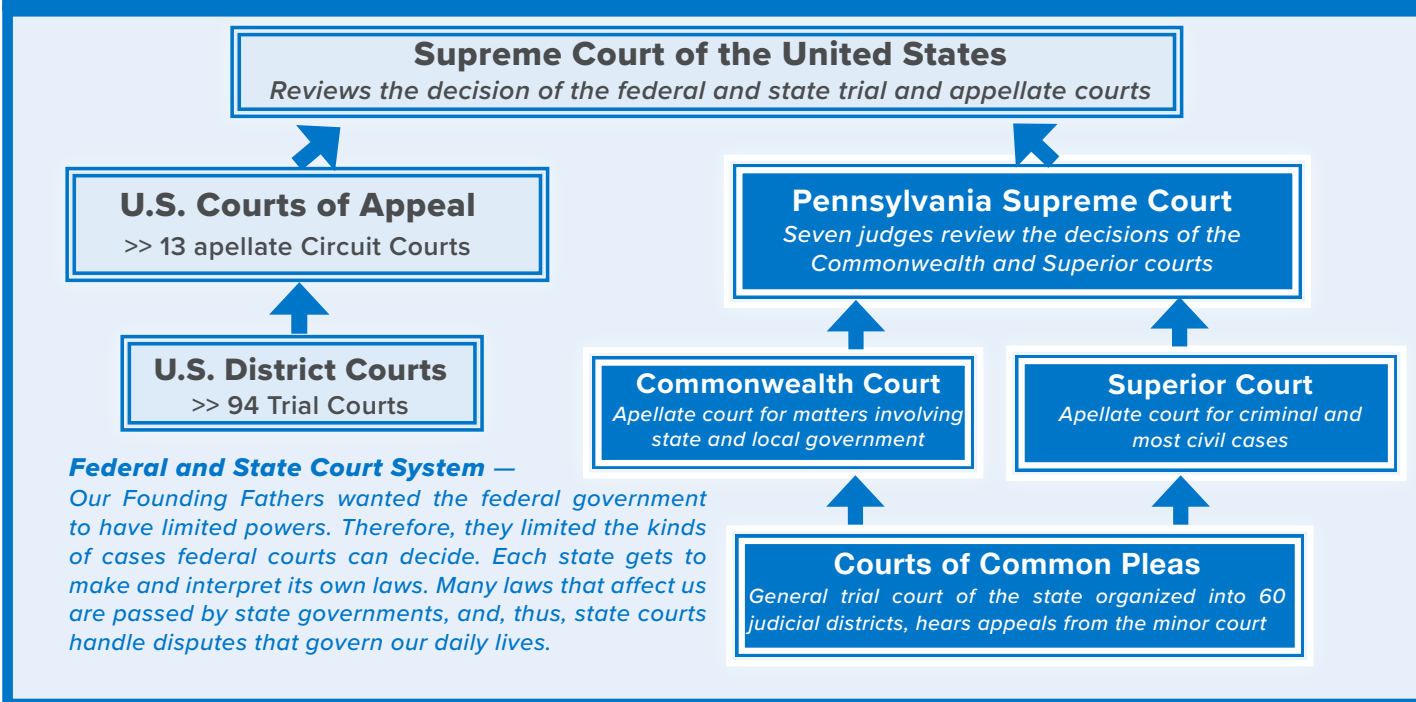 Supreme Court of the United States
Reviews the decision of the federal and state trial and appellate courts
U.S. Courts of Appeal
>> 13 apellate Circuit Courts
U.S. District Courts
>> 94 Trial Courts
Federal and State Court System —
Our Founding Fathers wanted the federal government
to have limited powers. Therefore, they limited the kinds
of cases federal courts can decide. Each state gets to
make and interpret its own laws. Many laws that affect us
are passed by state governments, and, thus, state courts
handle disputes that govern our daily lives.
Pennsylvania Supreme Court
Seven judges review the decisions of the
Commonwealth and Superior courts
Commonwealth Court
Apellate court for matters involving
state and local government
Superior Court
Apellate court for criminal and
most civil cases
Courts of Common Pleas
General trial court of the state organized into 60
judicial districts, hears appeals from the minor court